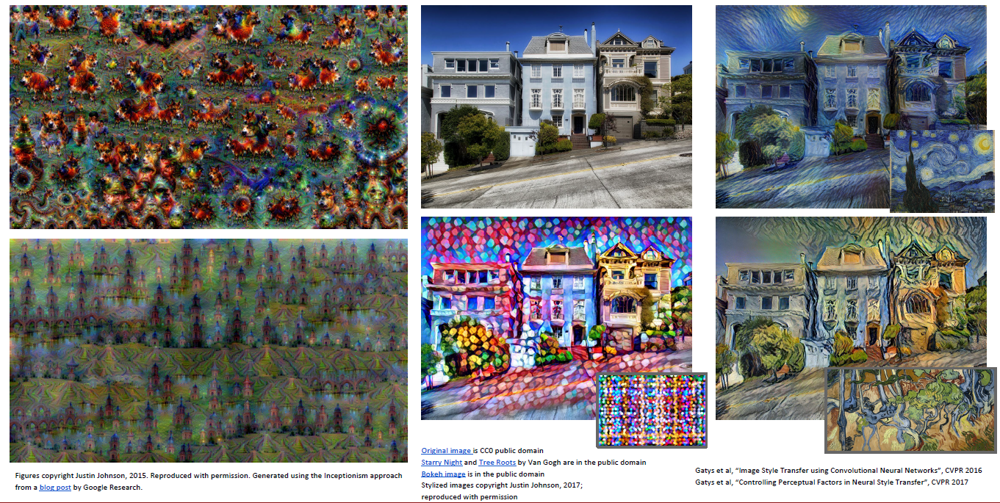 Figures copyright Justin Johnson, 2015. Reproduced with permission. Generated using the Inceptionism approach
from a blog post by Google Research.
Original image is CC0 public domain
Starry Night and Tree Roots by Van Gogh are in the public domain
Bokeh image is in the public domain
Stylized images copyright Justin Johnson, 2017;
reproduced with permission
Gatys et al, “Image Style Transfer using Convolutional Neural Networks”, CVPR 2016
Gatys et al, “Controlling Perceptual Factors in Neural Style Transfer”, CVPR 2017